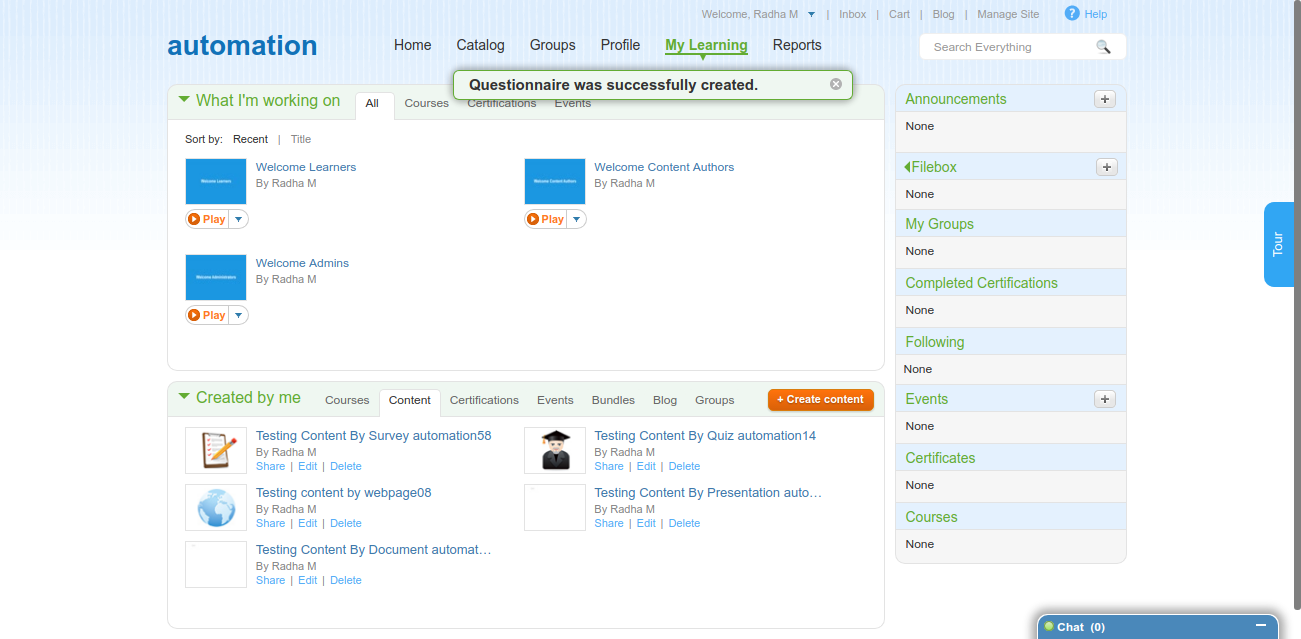 Welcome, Radha M | Inbox | Cart | Blog | Manage Site ? Help
automation
Home Catalog Groups Profile My Learning Reports
Search Everything
Questionnaire was successfully created.
What I'm working on All Courses Certifications Events
Sort by: Recent | Title
Welcome Learners
Welcome Learners
By Radha M
Play
Welcome Content Authors
Welcome Content Authors
By Radha M
Play
Welcome Administrators
Welcome Admins
By Radha M
Play
Created by me Courses Content Certifications Events Bundles Blog Groups + Create content
Testing Content By Survey automation58
By Radha M
Share | Edit | Delete
Testing Content By Quiz automation14
By Radha M
Share | Edit | Delete
Testing content by webpage08
By Radha M
Share | Edit | Delete
Testing Content By Presentation auto…
By Radha M
Share | Edit | Delete
Testing Content By Document automat…
By Radha M
Share | Edit | Delete
Announcements +
None
Filebox +
None
My Groups
None
Completed Certifications
None
Following
None
Events +
None
Certificates
None
Courses
None
Tour
Chat (0)